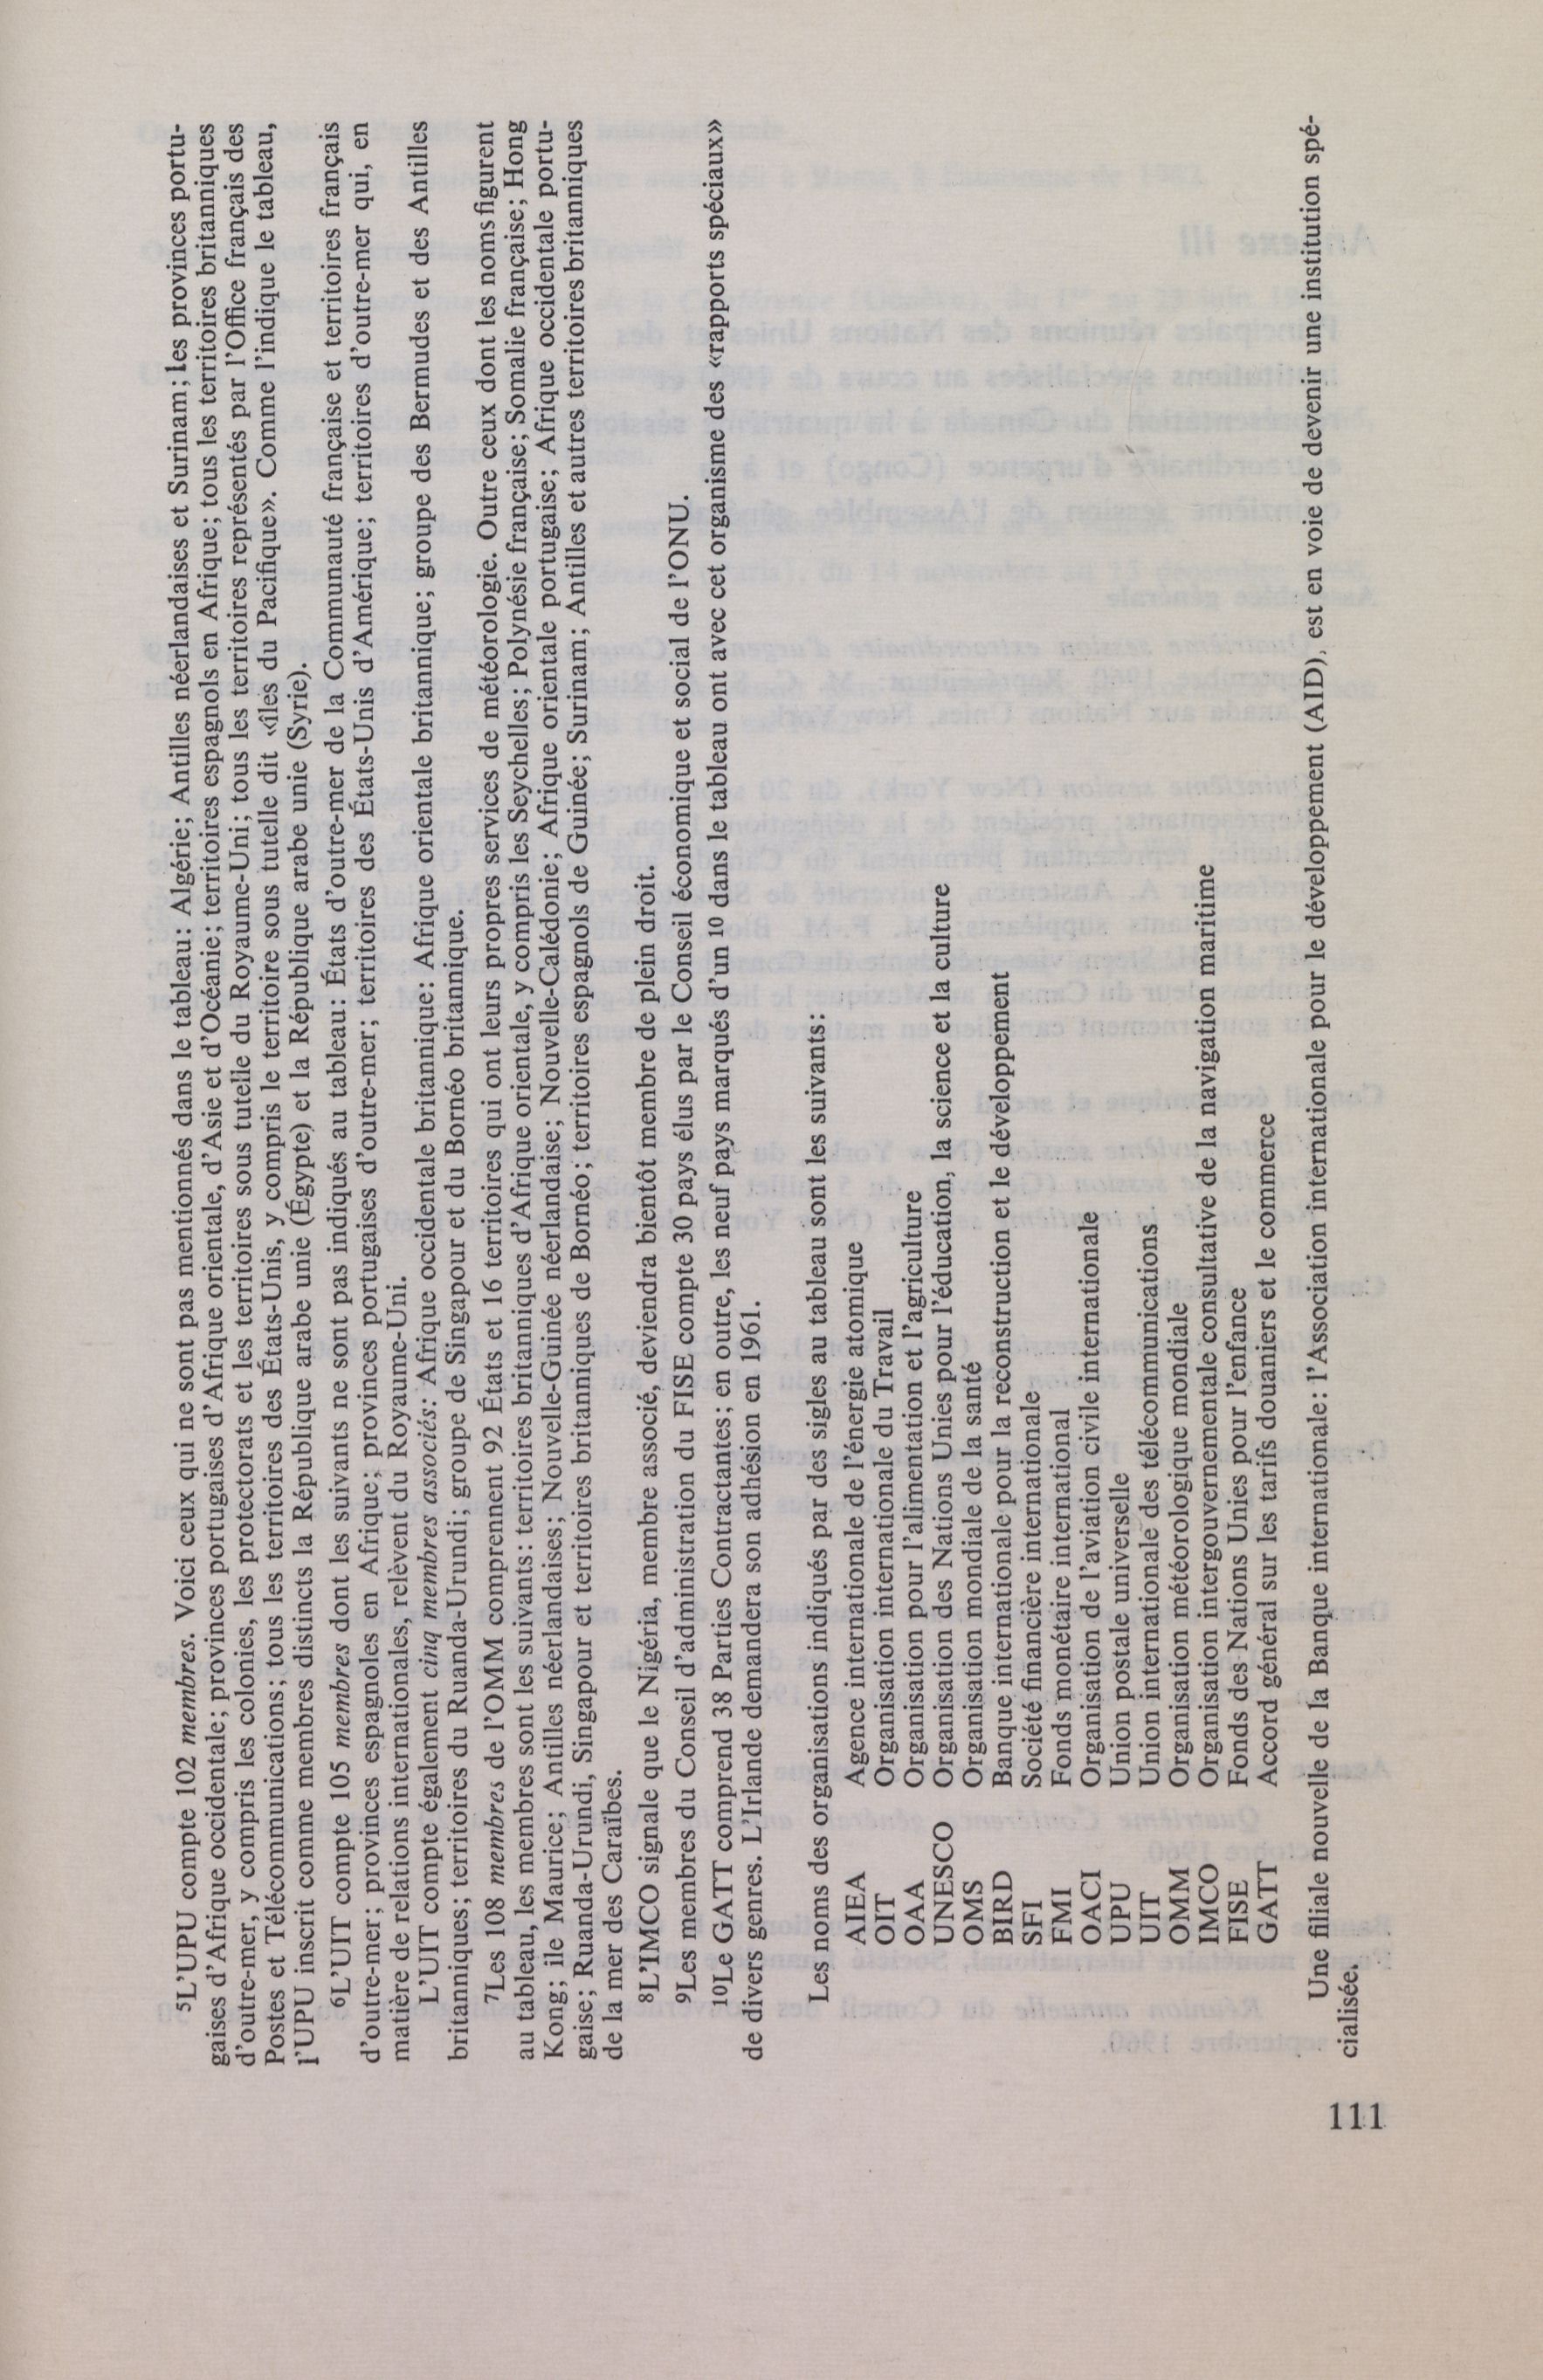 ⁵L'UPU compte 102 membres. Voici ceux qui ne sont pas mentionnés dans le tableau: Algérie; Antilles néerlandaises et Surinam; les provinces portu-
gaises d'Afrique occidentale; provinces portugaises d'Afrique orientale, d'Asie et d'Océanie; territoires espagnols en Afrique; tous les territoires britanniques
d'outre-mer, y compris les colonies, les protectorats et les territoires sous tutelle du Royaume-Uni; tous les territoires représentés par l'Office français des
Postes et Télécommunications; tous les territoires des États-Unis, y compris le territoire sous tutelle dit «îles du Pacifique». Comme l'indique le tableau,
l'UPU inscrit comme membres distincts la République arabe unie (Égypte) et la République arabe unie (Syrie).
⁶L'UIT compte 105 membres dont les suivants ne sont pas indiqués au tableau: États d'outre-mer de la Communauté française et territoires français
d'outre-mer; provinces espagnoles en Afrique; provinces portugaises d'outre-mer; territoires des États-Unis d'Amérique; territoires d'outre-mer qui, en
matière de relations internationales, relèvent du Royaume-Uni.
L'UIT compte également cinq membres associés: Afrique occidentale britannique: Afrique orientale britannique; groupe des Bermudes et des Antilles
britanniques; territoires du Ruanda-Urundi; groupe de Singapour et du Bornéo britannique.
⁷Les 108 membres de l'OMM comprennent 92 États et 16 territoires qui ont leurs propres services de météorologie. Outre ceux dont les noms figurent
au tableau, les membres sont les suivants: territoires britanniques d'Afrique orientale, y compris les Seychelles; Polynésie française; Somalie française; Hong
Kong; ile Maurice; Antilles néerlandaises; Nouvelle-Guinée néerlandaise; Nouvelle-Calédonie; Afrique orientale portugaise; Afrique occidentale portu-
gaise; Ruanda-Urundi, Singapour et territoires britanniques de Bornéo; territoires espagnols de Guinée; Surinam; Antilles et autres territoires britanniques
de la mer des Caraïbes.
⁸L'IMCO signale que le Nigéria, membre associé, deviendra bientôt membre de plein droit.
⁹Les membres du Conseil d'administration du FISE compte 30 pays élus par le Conseil économique et social de l'ONU.
¹⁰Le GATT comprend 38 Parties Contractantes; en outre, les neuf pays marqués d'un 10 dans le tableau ont avec cet organisme des «rapports spéciaux»
de divers genres. L'Irlande demandera son adhésion en 1961.
Les noms des organisations indiqués par des sigles au tableau sont les suivants:
AIEA Agence internationale de l'énergie atomique
OIT Organisation internationale du Travail
OAA Organisation pour l'alimentation et l'agriculture
UNESCO Organisation des Nations Unies pour l'éducation, la science et la culture
OMS Organisation mondiale de la santé
BIRD Banque internationale pour la reconstruction et le développement
SFI Société financière internationale
FMI Fonds monétaire international
OACI Organisation de l'aviation civile internationale
UPU Union postale universelle
UIT Union internationale des télécommunications
OMM Organisation météorologique mondiale
IMCO Organisation intergouvernementale consultative de la navigation maritime
FISE Fonds des Nations Unies pour l'enfance
GATT Accord général sur les tarifs douaniers et le commerce
Une filiale nouvelle de la Banque internationale: l'Association internationale pour le développement (AID), est en voie de devenir une institution spé-
cialisée.
111